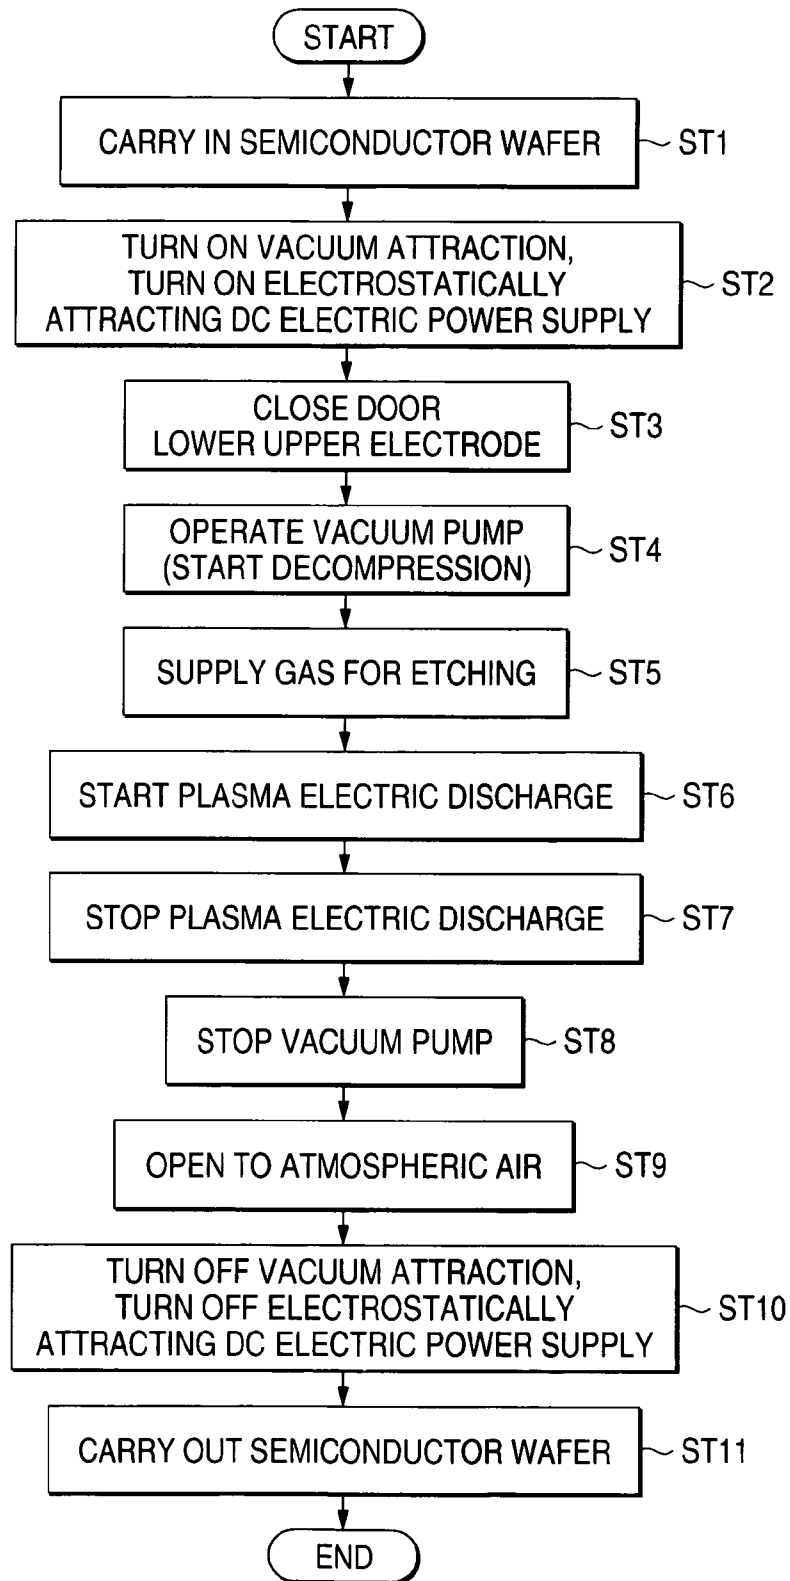 START
CARRY IN SEMICONDUCTOR WAFER
ST1
TURN ON VACUUM ATTRACTION,
TURN ON ELECTROSTATICALLY
ATTRACTING DC ELECTRIC POWER SUPPLY
ST2
CLOSE DOOR
LOWER UPPER ELECTRODE
ST3
OPERATE VACUUM PUMP
(START DECOMPRESSION)
ST4
SUPPLY GAS FOR ETCHING
ST5
START PLASMA ELECTRIC DISCHARGE
ST6
STOP PLASMA ELECTRIC DISCHARGE
ST7
STOP VACUUM PUMP
ST8
OPEN TO ATMOSPHERIC AIR
ST9
TURN OFF VACUUM ATTRACTION,
TURN OFF ELECTROSTATICALLY
ATTRACTING DC ELECTRIC POWER SUPPLY
ST10
CARRY OUT SEMICONDUCTOR WAFER
ST11
END